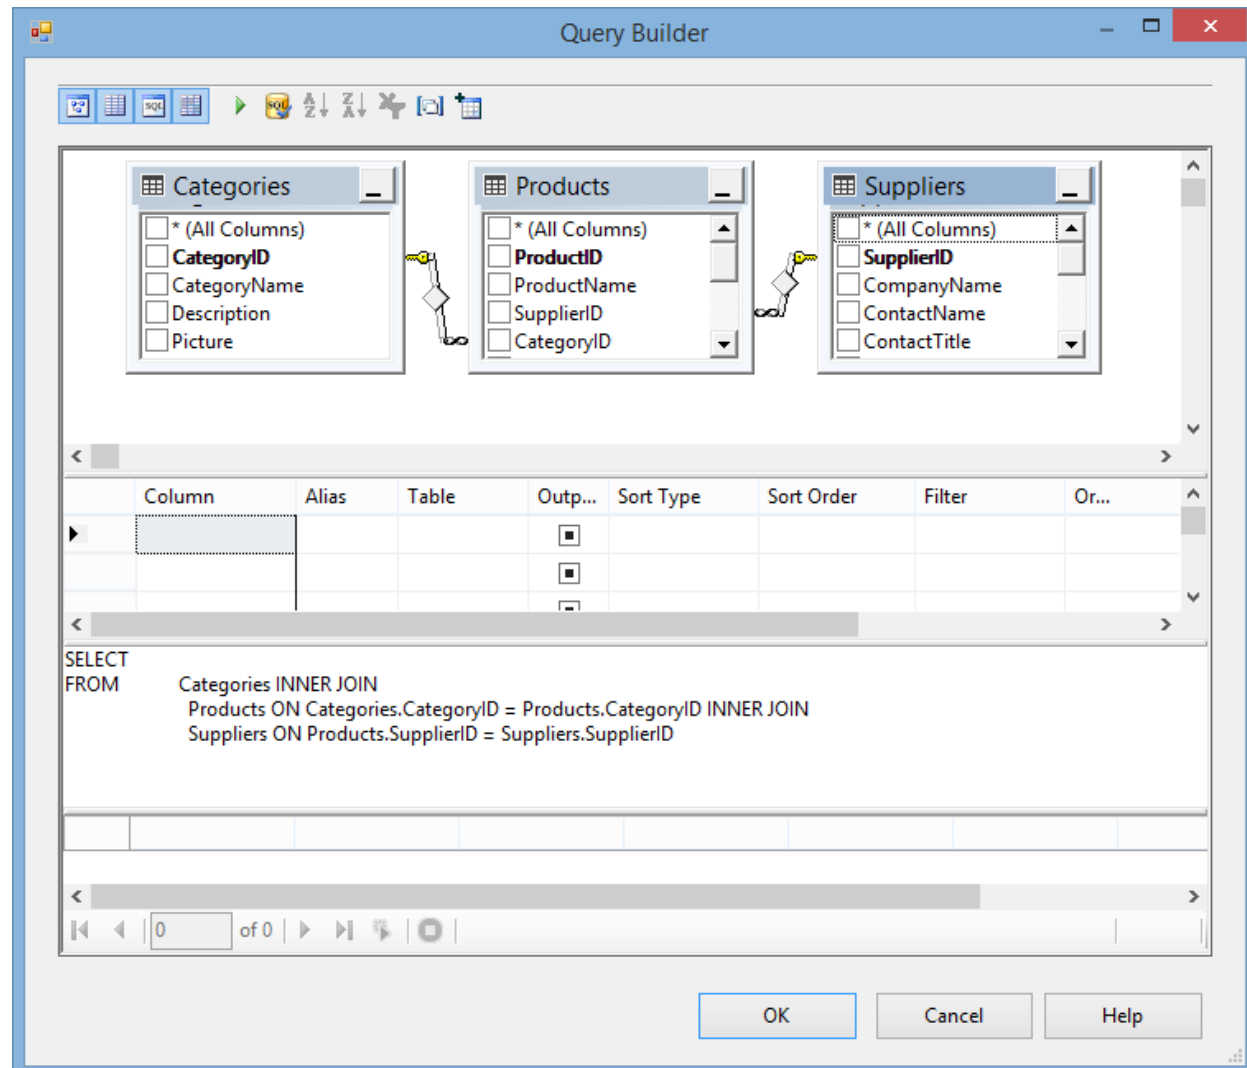 Query Builder
SQL
SQL
A Z
Z A
Categories
* (All Columns)
CategoryID
CategoryName
Description
Picture
Products
* (All Columns)
ProductID
ProductName
SupplierID
CategoryID
Suppliers
* (All Columns)
SupplierID
CompanyName
ContactName
ContactTitle
Column Alias Table Outp... Sort Type Sort Order Filter Or...
SELECT
FROM Categories INNER JOIN
Products ON Categories.CategoryID = Products.CategoryID INNER JOIN
Suppliers ON Products.SupplierID = Suppliers.SupplierID
0 of 0
OK Cancel Help